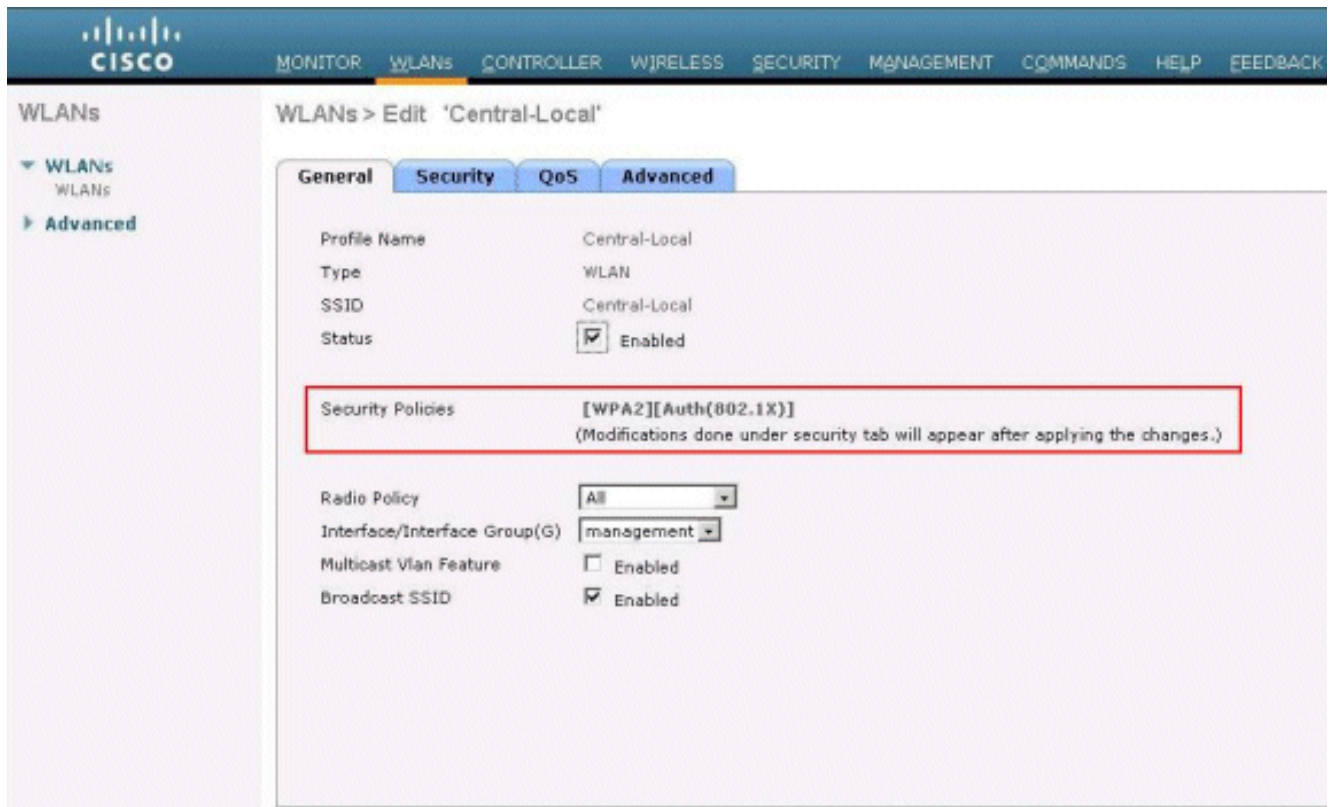 CISCO
MONITOR WLANs CONTROLLER WIRELESS SECURITY MANAGEMENT COMMANDS HELP FEEDBACK
WLANs
WLANs
WLANs
Advanced
WLANs > Edit 'Central-Local'
General Security QoS Advanced
Profile Name Central-Local
Type WLAN
SSID Central-Local
Status Enabled
Security Policies [WPA2][Auth(802.1X)]
(Modifications done under security tab will appear after applying the changes.)
Radio Policy All
Interface/Interface Group(G) management
Multicast Vlan Feature Enabled
Broadcast SSID Enabled